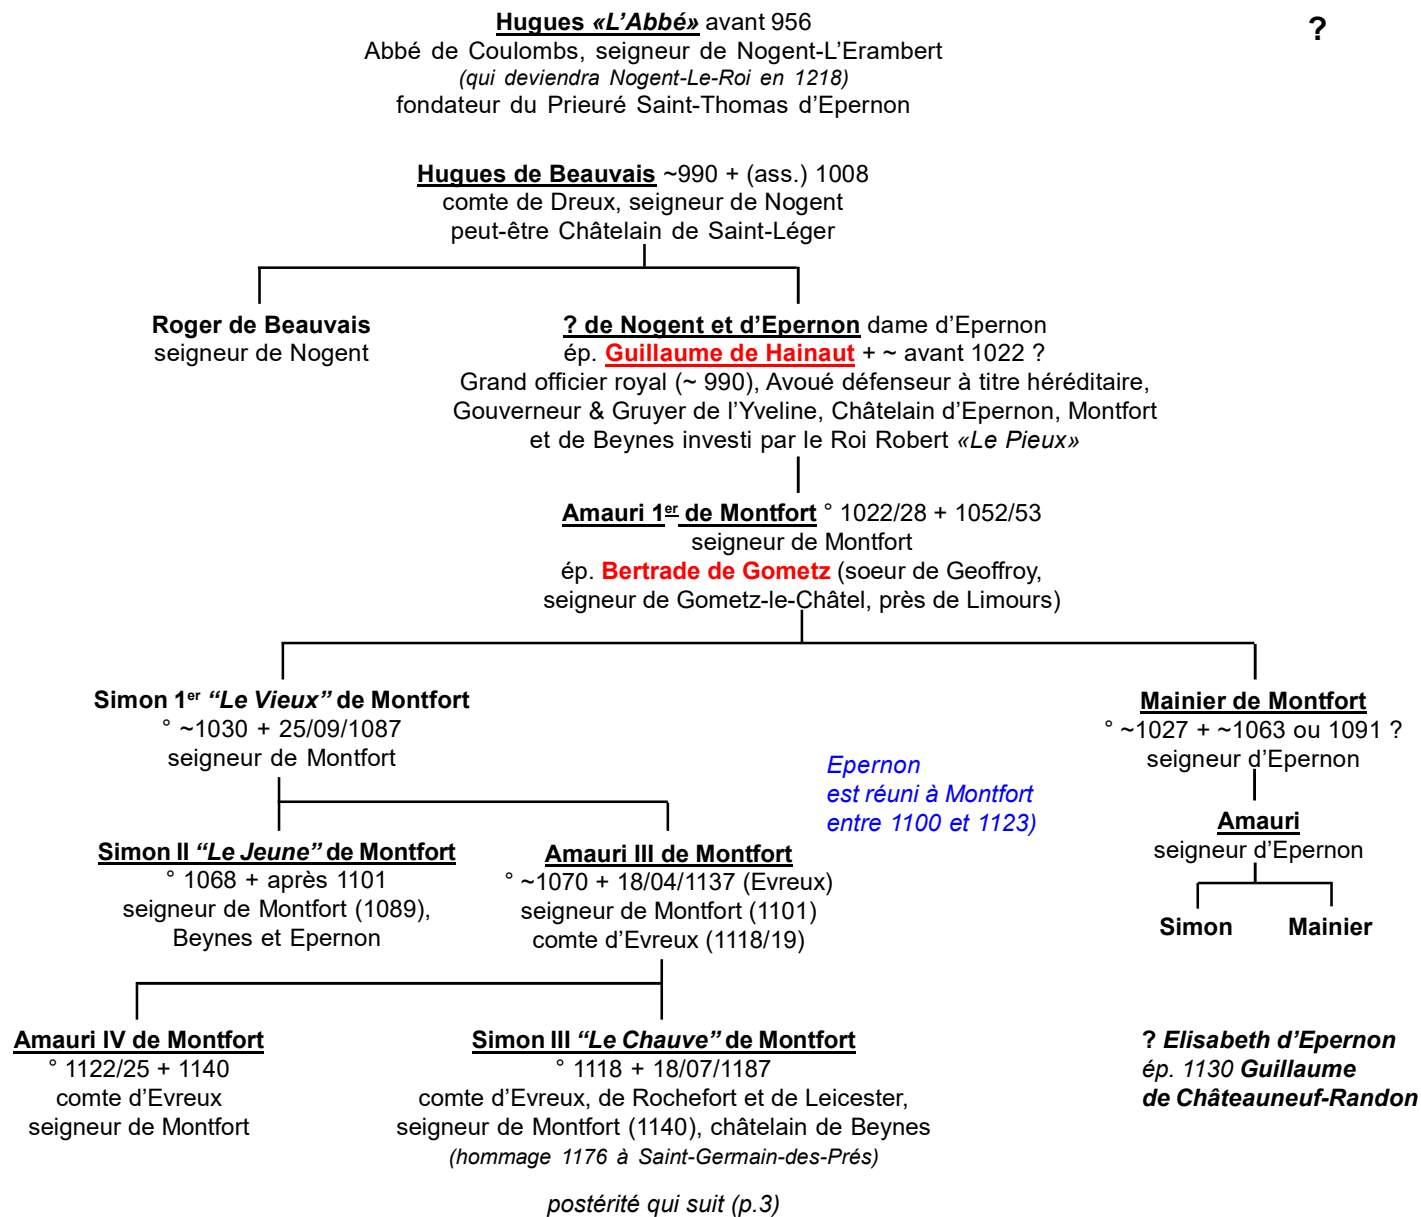 Hugues «L’Abbé» avant 956
?
Abbé de Coulombs, seigneur de Nogent-L’Erambert
(qui deviendra Nogent-Le-Roi en 1218)
fondateur du Prieuré Saint-Thomas d’Epernon
Hugues de Beauvais ~990 + (ass.) 1008
comte de Dreux, seigneur de Nogent
peut-être Châtelain de Saint-Léger
Roger de Beauvais
seigneur de Nogent
? de Nogent et d’Epernon dame d’Epernon
ép. Guillaume de Hainaut + ~ avant 1022 ?
Grand officier royal (~ 990), Avoué défenseur à titre héréditaire,
Gouverneur & Gruyer de l’Yveline, Châtelain d’Epernon, Montfort
et de Beynes investi par le Roi Robert «Le Pieux»
Amauri 1er de Montfort ° 1022/28 + 1052/53
seigneur de Montfort
ép. Bertrade de Gometz (soeur de Geoffroy,
seigneur de Gometz-le-Châtel, près de Limours)
Simon 1er “Le Vieux” de Montfort
° ~1030 + 25/09/1087
seigneur de Montfort
Mainier de Montfort
° ~1027 + ~1063 ou 1091 ?
seigneur d’Epernon
Epernon
est réuni à Montfort
entre 1100 et 1123)
Amauri
seigneur d’Epernon
Simon II “Le Jeune” de Montfort
° 1068 + après 1101
seigneur de Montfort (1089),
Beynes et Epernon
Amauri III de Montfort
° ~1070 + 18/04/1137 (Evreux)
seigneur de Montfort (1101)
comte d’Evreux (1118/19)
Simon
Mainier
Amauri IV de Montfort
° 1122/25 + 1140
comte d’Evreux
seigneur de Montfort
Simon III “Le Chauve” de Montfort
° 1118 + 18/07/1187
comte d’Evreux, de Rochefort et de Leicester,
seigneur de Montfort (1140), châtelain de Beynes
(hommage 1176 à Saint-Germain-des-Prés)
? Elisabeth d’Epernon
ép. 1130 Guillaume
de Châteauneuf-Randon
postérité qui suit (p.3)